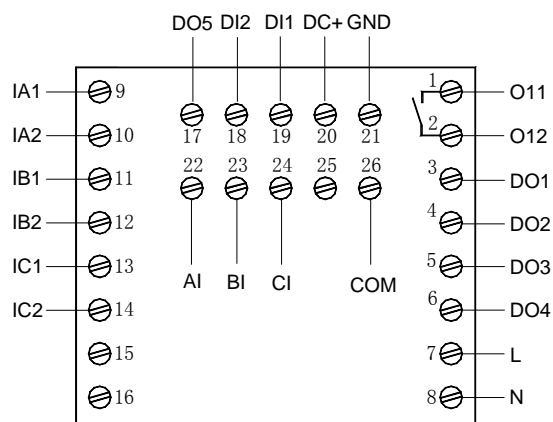 DO5 DI2 DI1 DC+ GND
IA1 9 1 O11
17 18 19 20 21
IA2 10 2 O12
22 23 24 25 26
IB1 11 3 DO1
IB2 12 4 DO2
IC1 13 5 DO3
AI BI CI COM
IC2 14 6 DO4
15 7 L
16 8 N